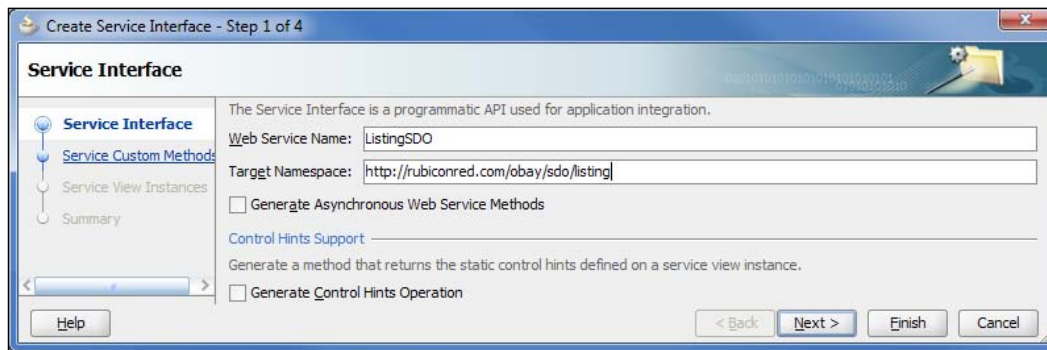 Create Service Interface - Step 1 of 4
Service Interface
Service Interface
Service Custom Methods
Service View Instances
Summary
The Service Interface is a programmatic API used for application integration.
Web Service Name: ListingSDO
Target Namespace: http://rubiconred.com/obay/sdo/listing
Generate Asynchronous Web Service Methods
Control Hints Support
Generate a method that returns the static control hints defined on a service view instance.
Generate Control Hints Operation
Help
< Back
Next >
Finish
Cancel